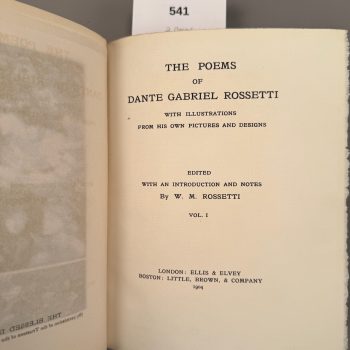 541
THE POEMS
OF
DANTE GABRIEL ROSSETTI
WITH ILLUSTRATIONS
FROM HIS OWN PICTURES AND DESIGNS
EDITED
WITH AN INTRODUCTION AND NOTES
By W. M. ROSSETTI
VOL. I
LONDON: ELLIS & ELVEY
BOSTON: LITTLE, BROWN, & COMPANY
1904